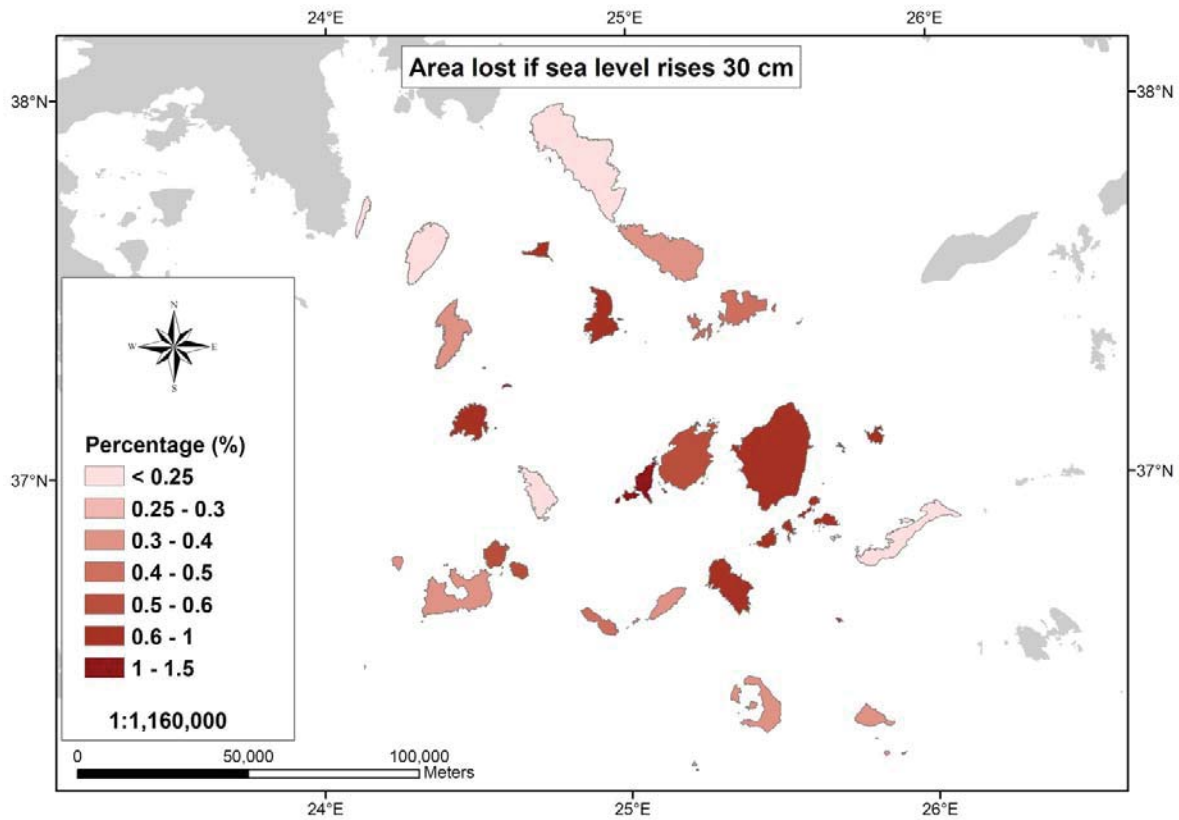 24°E 25°E 26°E
Area lost if sea level rises 30 cm
38°N 38°N
N
W E
S
Percentage (%)
< 0.25
0.25 - 0.3
0.3 - 0.4
0.4 - 0.5
0.5 - 0.6
0.6 - 1
1 - 1.5
37°N 37°N
1:1,160,000
0 50,000 100,000
Meters
24°E 25°E 26°E